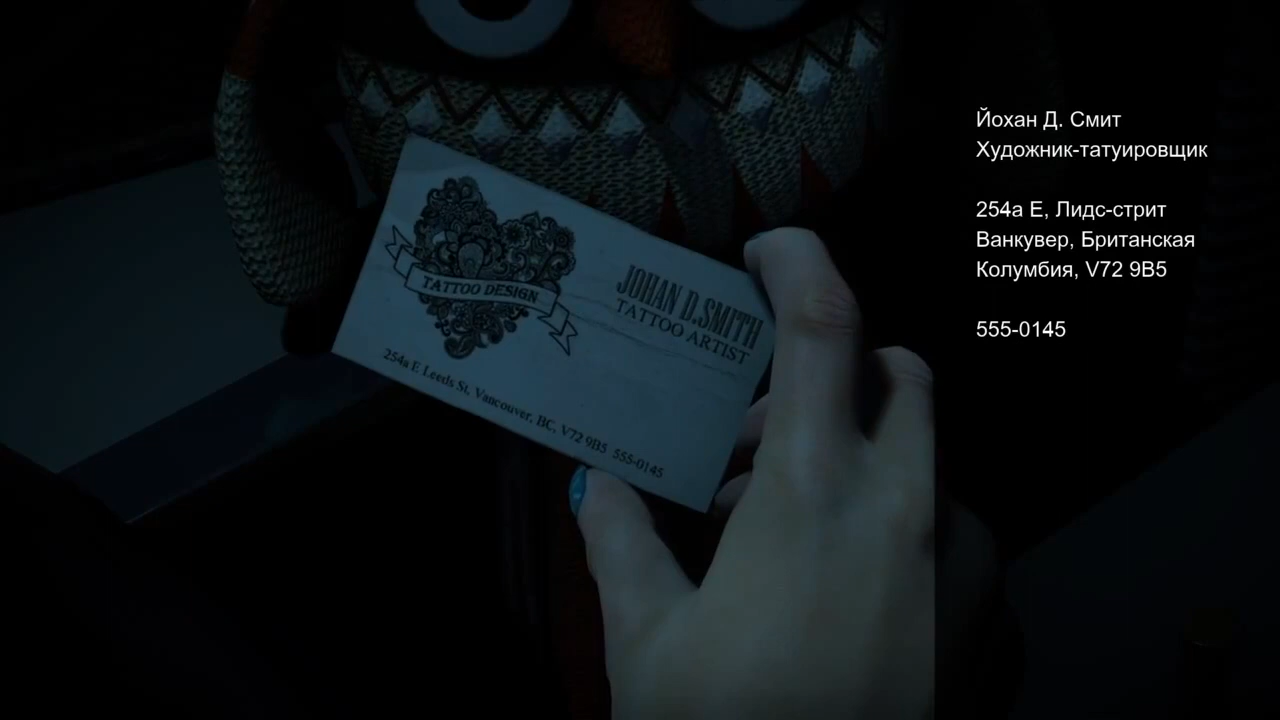 TATTOO DESIGN
JOHAN D.SMITH
TATTOO ARTIST
254a E Leeds St, Vancouver, BC, V72 9B5 555-0145
Йохан Д. Смит
Художник-татуировщик
254a E, Лидс-стрит
Ванкувер, Британская
Колумбия, V72 9B5
555-0145